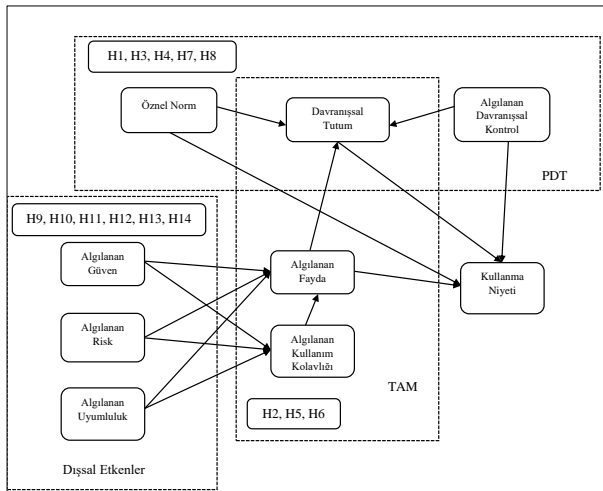 H1, H3, H4, H7, H8
Öznel Norm
Davranışsal
Tutum
Algılanan
Davranışsal
Kontrol
PDT
H9, H10, H11, H12, H13, H14
Algılanan
Güven
Algılanan
Fayda
Kullanma
Niyeti
Algılanan
Risk
Algılanan
Kullanım
Kolavlığı
TAM
Algılanan
Uyumluluk
H2, H5, H6
Dışsal Etkenler